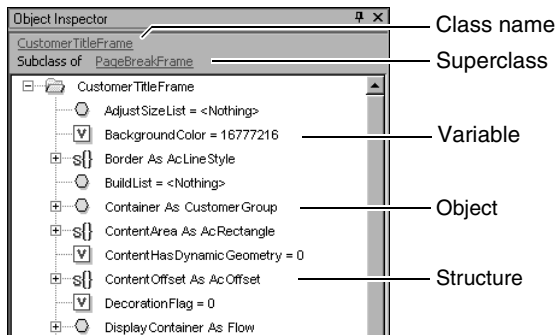 Object Inspector
CustomerTitleFrame
Subclass of PageBreakFrame
CustomerTitleFrame
AdjustSizeList = <Nothing>
V BackgroundColor = 16777216
s{} Border As AcLineStyle
BuildList = <Nothing>
Container As CustomerGroup
s{} ContentArea As AcRectangle
V ContentHasDynamicGeometry = 0
s{} ContentOffset As AcOffset
V DecorationFlag = 0
DisplayContainer As Flow
Class name
Superclass
Variable
Object
Structure